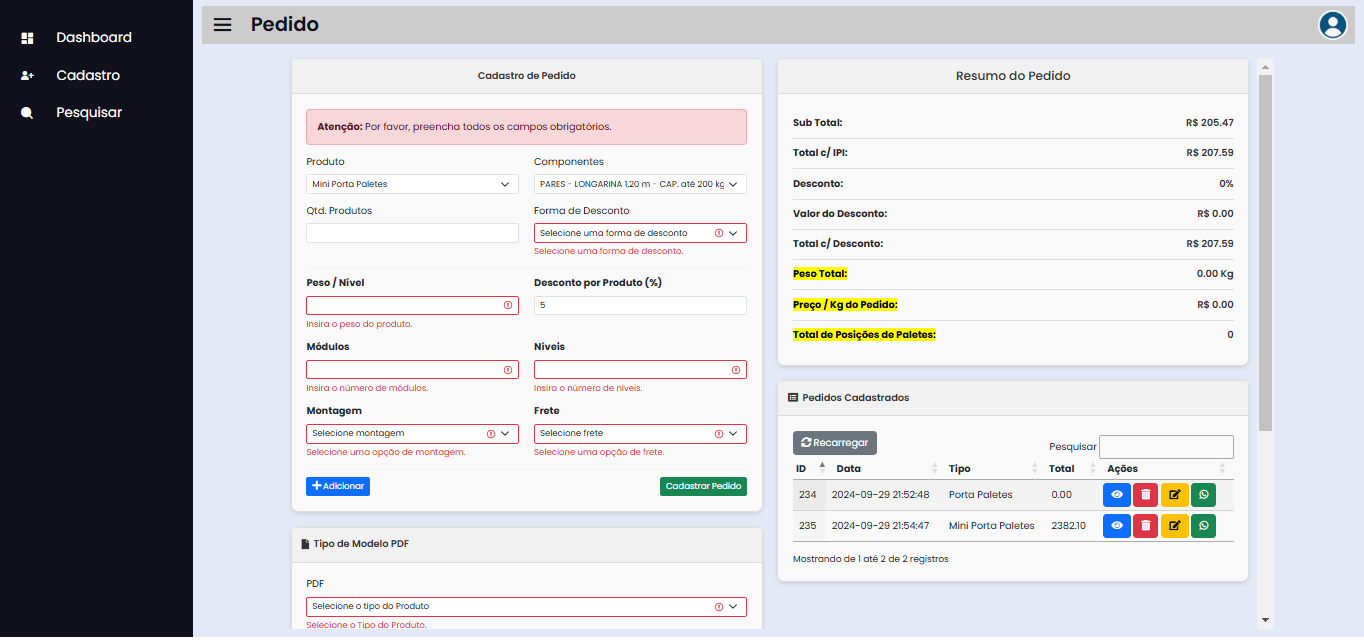 Dashboard
Cadastro
Pesquisar
Pedido
Cadastro de Pedido
Atenção: Por favor, preencha todos os campos obrigatórios.
Produto
Componentes
Mini Porta Paletes
PARES - LONGARINA 1,20 m - CAP. até 200 kg
Qtd. Produtos
Forma de Desconto
Selecione uma forma de desconto
Selecione uma forma de desconto.
Peso / Nível
Desconto por Produto (%)
5
Insira o peso do produto.
Módulos
Níveis
Insira o número de módulos.
Insira o número de níveis.
Montagem
Frete
Selecione montagem
Selecione frete
Selecione uma opção de montagem.
Selecione uma opção de frete.
Adicionar
Cadastrar Pedido
Tipo de Modelo PDF
PDF
Selecione o tipo do Produto
Selecione o Tipo do Produto.
Resumo do Pedido
Sub Total: R$ 205.47
Total c/ IPI: R$ 207.59
Desconto: 0%
Valor do Desconto: R$ 0.00
Total c/ Desconto: R$ 207.59
Peso Total: 0.00 Kg
Preço / Kg do Pedido: R$ 0.00
Total de Posições de Paletes: 0
Pedidos Cadastrados
Recarregar
Pesquisar
ID Data Tipo Total Ações
234 2024-09-29 21:52:48 Porta Paletes 0.00
235 2024-09-29 21:54:47 Mini Porta Paletes 2382.10
Mostrando de 1 até 2 de 2 registros